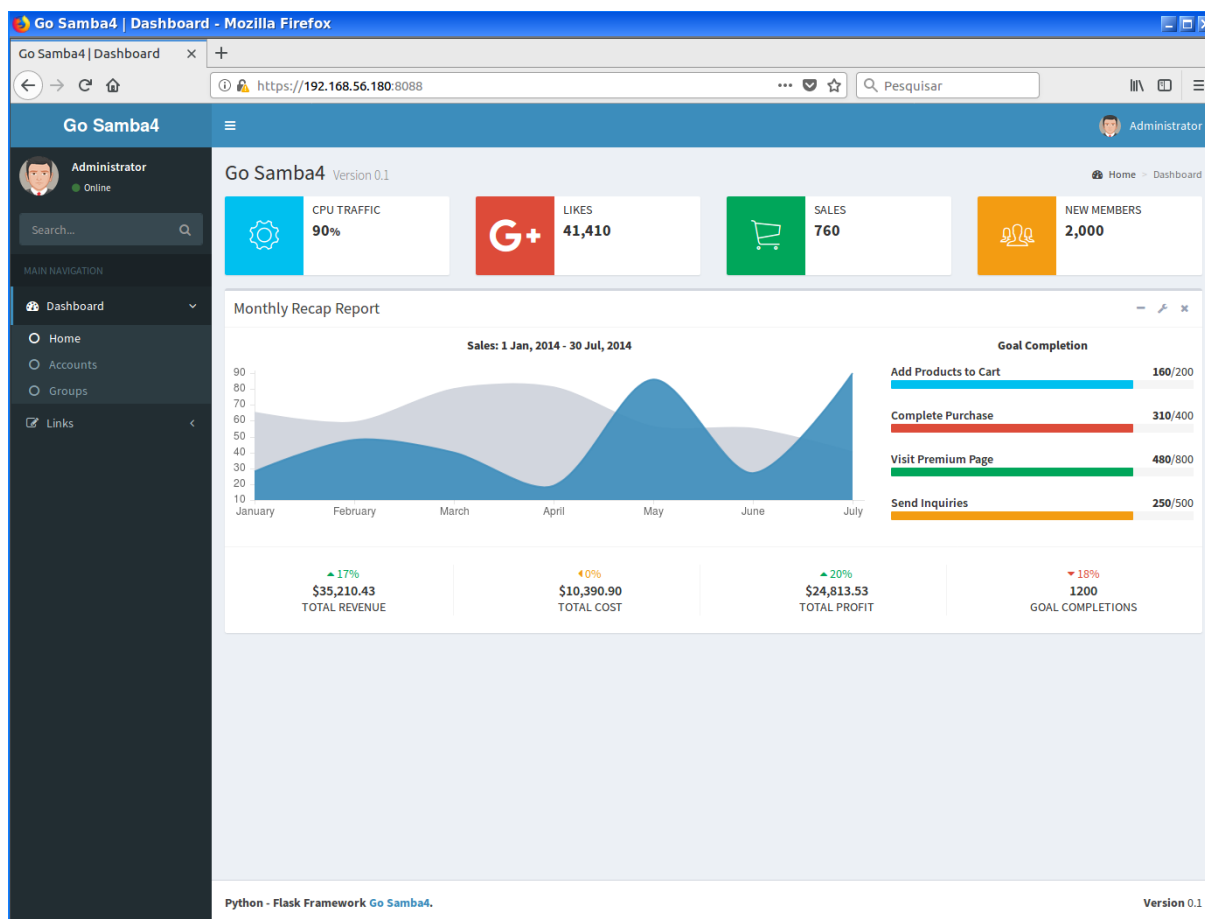 Go Samba4 | Dashboard - Mozilla Firefox
Go Samba4 | Dashboard
https://192.168.56.180:8088
Pesquisar
Go Samba4
Administrator
Administrator
Online
Search...
MAIN NAVIGATION
Dashboard
Home
Accounts
Groups
Links
Go Samba4 Version 0.1
Home > Dashboard
CPU TRAFFIC
90%
G+
LIKES
41,410
SALES
760
NEW MEMBERS
2,000
Monthly Recap Report
Sales: 1 Jan, 2014 - 30 Jul, 2014
90
80
70
60
50
40
30
20
10
January February March April May June July
Goal Completion
Add Products to Cart 160/200
Complete Purchase 310/400
Visit Premium Page 480/800
Send Inquiries 250/500
17%
$35,210.43
TOTAL REVENUE
0%
$10,390.90
TOTAL COST
20%
$24,813.53
TOTAL PROFIT
18%
1200
GOAL COMPLETIONS
Python - Flask Framework Go Samba4.
Version 0.1